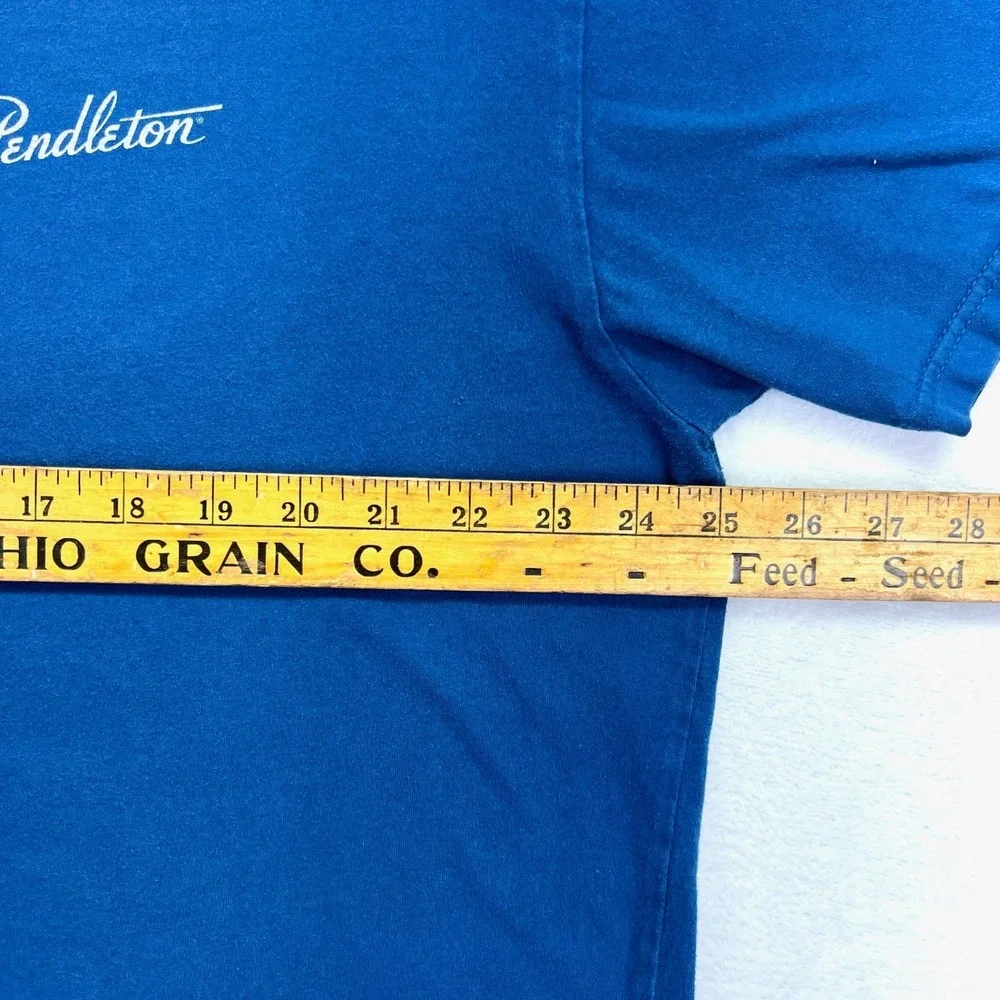 Pendleton®
17 18 19 20 21 22 23 24 25 26 27 28
HIO GRAIN CO. - - Feed - Seed -